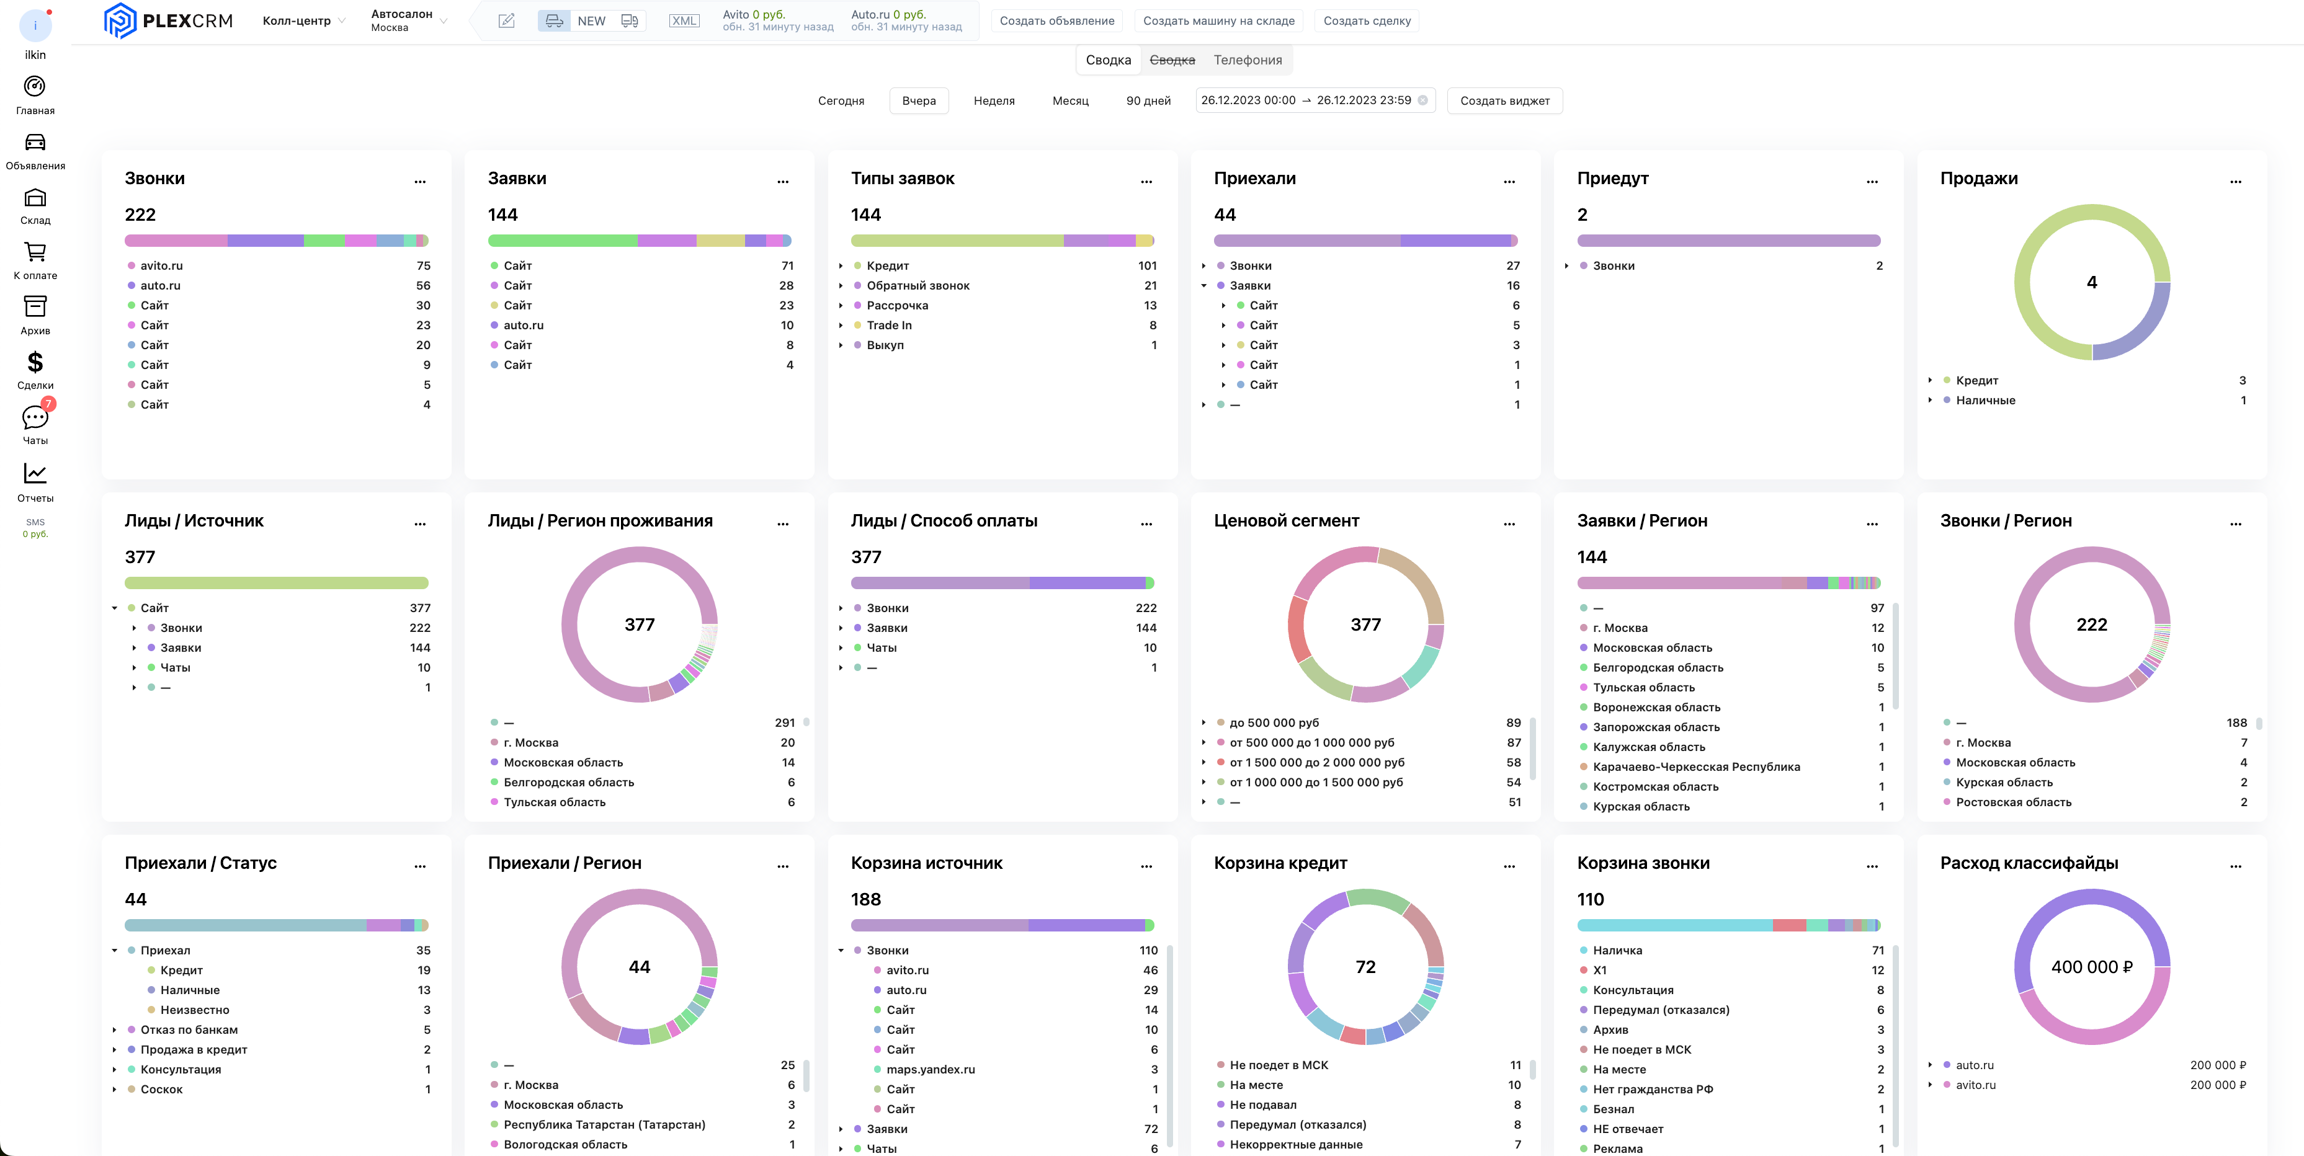 i
ilkin
Главная
Объявления
Склад
К оплате
Архив
Сделки
7
Чаты
Отчеты
SMS
0 руб.
PLEXCRM
Колл-центр
Автосалон
Москва
NEW
XML
Avito 0 руб.
обн. 31 минуту назад
Auto.ru 0 руб.
обн. 31 минуту назад
Создать объявление
Создать машину на складе
Создать сделку
Сводка
Сводка
Телефония
Сегодня
Вчера
Неделя
Месяц
90 дней
26.12.2023 00:00 → 26.12.2023 23:59
Создать виджет
Звонки ...
222
avito.ru 75
auto.ru 56
Сайт 30
Сайт 23
Сайт 20
Сайт 9
Сайт 5
Сайт 4
Заявки ...
144
Сайт 71
Сайт 28
Сайт 23
auto.ru 10
Сайт 8
Сайт 4
Типы заявок ...
144
Кредит 101
Обратный звонок 21
Рассрочка 13
Trade In 8
Выкуп 1
Приехали ...
44
Звонки 27
Заявки 16
Сайт 6
Сайт 5
Сайт 3
Сайт 1
Сайт 1
— 1
Приедут ...
2
Звонки 2
Продажи ...
4
Кредит 3
Наличные 1
Лиды / Источник ...
377
Сайт 377
Звонки 222
Заявки 144
Чаты 10
— 1
Лиды / Регион проживания ...
377
— 291
г. Москва 20
Московская область 14
Белгородская область 6
Тульская область 6
Лиды / Способ оплаты ...
377
Звонки 222
Заявки 144
Чаты 10
— 1
Ценовой сегмент ...
377
до 500 000 руб 89
от 500 000 до 1 000 000 руб 87
от 1 500 000 до 2 000 000 руб 58
от 1 000 000 до 1 500 000 руб 54
— 51
Заявки / Регион ...
144
— 97
г. Москва 12
Московская область 10
Белгородская область 5
Тульская область 5
Воронежская область 1
Запорожская область 1
Калужская область 1
Карачаево-Черкесская Республика 1
Костромская область 1
Курская область 1
Звонки / Регион ...
222
— 188
г. Москва 7
Московская область 4
Курская область 2
Ростовская область 2
Приехали / Статус ...
44
Приехал 35
Кредит 19
Наличные 13
Неизвестно 3
Отказ по банкам 5
Продажа в кредит 2
Консультация 1
Соскок 1
Приехали / Регион ...
44
— 25
г. Москва 6
Московская область 3
Республика Татарстан (Татарстан) 2
Вологодская область 1
Корзина источник ...
188
Звонки 110
avito.ru 46
auto.ru 29
Сайт 14
Сайт 10
Сайт 6
maps.yandex.ru 3
Сайт 1
Сайт 1
Заявки 72
Чаты 6
Корзина кредит ...
72
Не поедет в МСК 11
На месте 10
Не подавал 8
Передумал (отказался) 8
Некорректные данные 7
Корзина звонки ...
110
Наличка 71
Х1 12
Консультация 8
Передумал (отказался) 6
Архив 3
Не поедет в МСК 3
На месте 2
Нет гражданства РФ 2
Безнал 1
НЕ отвечает 1
Реклама 1
Расход классифайды ...
400 000 ₽
auto.ru 200 000 ₽
avito.ru 200 000 ₽